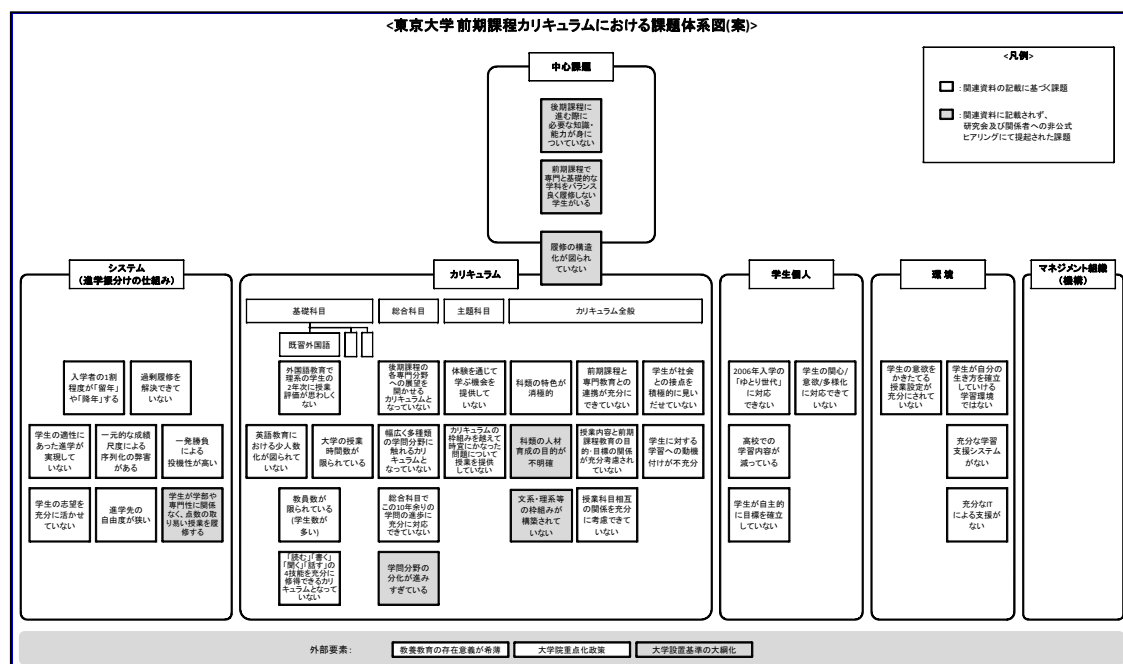 <東京大学 前期課程カリキュラムにおける課題体系図(案)>
<凡例>
:関連資料の記載に基づく課題
:関連資料に記載されず、
研究会及び関係者への非公式
ヒアリングにて提起された課題
中心課題
後期課程に
進む際に
必要な知識・
能力が身に
ついていない
前期課程で
専門と基礎的な
学科をバランス
良く履修しない
学生がいる
履修の構造
化が図られ
ていない
システム
(進学振分けの仕組み)
入学者の1割
程度が「留年」
や「降年」する
過剰履修を
解決できて
いない
学生の適性に
あった進学が
実現して
いない
一元的な成績
尺度による
序列化の弊害
がある
一発勝負
による
投機性が高い
学生の志望を
充分に活かせ
ていない
進学先の
自由度が狭い
学生が学部や
専門性に関係
なく、点数の取
り易い授業を履
修する
カリキュラム
基礎科目
総合科目
主題科目
カリキュラム全般
既習外国語
外国語教育で
理系の学生の
2年次に授業
評価が思わし
くない
後期課程の
各専門分野
への展望を
開かせる
カリキュラムと
なっていない
体験を通じて
学ぶ機会を
提供して
いない
科類の特色が
消極的
前期課程と
専門教育との
連携が充分に
できていない
学生が社会
との接点を
積極的に見い
だせていない
英語教育に
おける少人数
化が図られて
いない
大学の授業
時間数が
限られている
幅広く多種類
の学問分野に
触れるカリ
キュラムと
なっていない
カリキュラムの
枠組みを越えて
時宜にかなった
問題について
授業を提供
していない
科類の人材
育成の目的が
不明確
授業内容と前期
課程教育の目
的・目標の関係
が充分考慮され
ていない
学生に対する
学習への動機
付けが不充分
教員数が
限られている
(学生数が
多い)
総合科目で
この10年余りの
学問の進歩に
充分に対応
できていない
文系・理系等
の枠組みが
構築されて
いない
授業科目相互
の関係を充分
に考慮できて
いない
「読む」「書く」
「聞く」「話す」の
4技能を充分に
修得できるカリ
キュラムとなって
いない
学問分野の
分化が進み
すぎている
学生個人
2006年入学の
「ゆとり世代」に
対応できない
学生の関心/
意欲/多様化
に対応できて
いない
高校での
学習内容が
減っている
学生が自主的
に目標を確立
していない
環境
学生の意欲を
かきたてる
授業設定が
充分にされて
いない
学生が自分の
生き方を確立
していける
学習環境
ではない
充分な学習
支援システム
がない
充分なIT
による支援が
ない
マネジメント組織
(機構)
外部要素:
教養教育の存在意義が希薄
大学院重点化政策
大学設置基準の大綱化